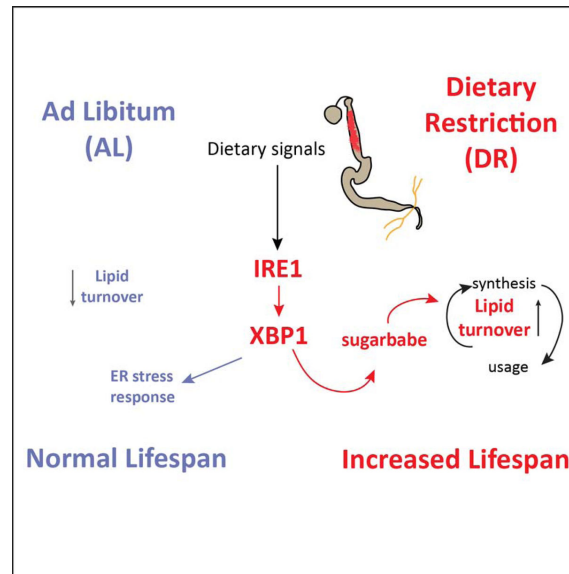 Ad Libitum
(AL)
Dietary
Restriction
(DR)
Dietary signals
IRE1
XBP1
Lipid
turnover
ER stress
response
sugarbabe
synthesis
Lipid
turnover
usage
Normal Lifespan
Increased Lifespan